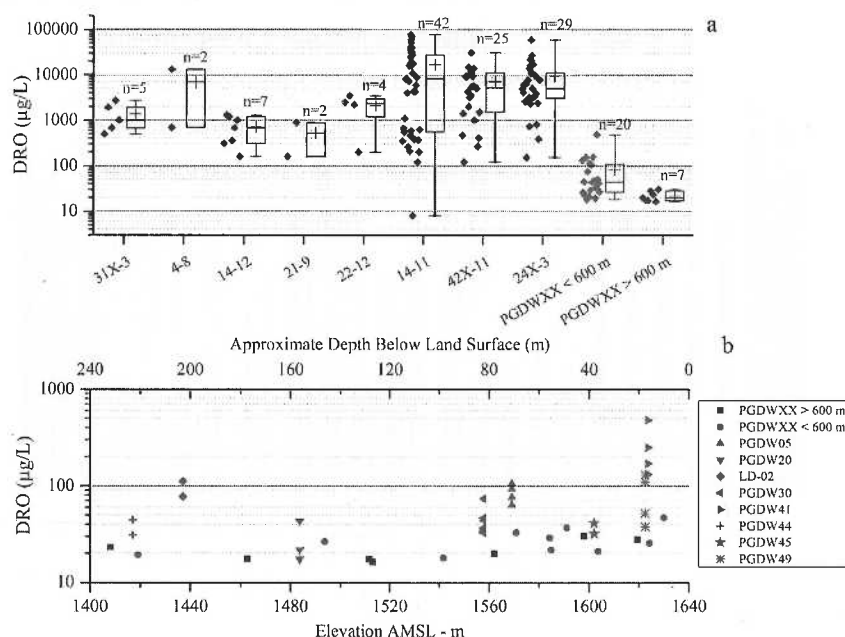 a
100000
10000
1000
100
10
DRO (µg/L)
n=5
n=2
n=7
n=2
n=4
n=42
n=25
n=29
n=20
n=7
31X-3
4-8
14-12
21-9
22-12
14-11
42X-11
24X-3
PGDWXX < 600 m
PGDWXX > 600 m
Approximate Depth Below Land Surface (m)
b
240 200 160 120 80 40 0
1000
100
10
DRO (µg/L)
1400 1440 1480 1520 1560 1600 1640
Elevation AMSL - m
PGDWXX > 600 m
PGDWXX < 600 m
PGDW05
PGDW20
LD-02
PGDW30
PGDW41
PGDW44
PGDW45
PGDW49